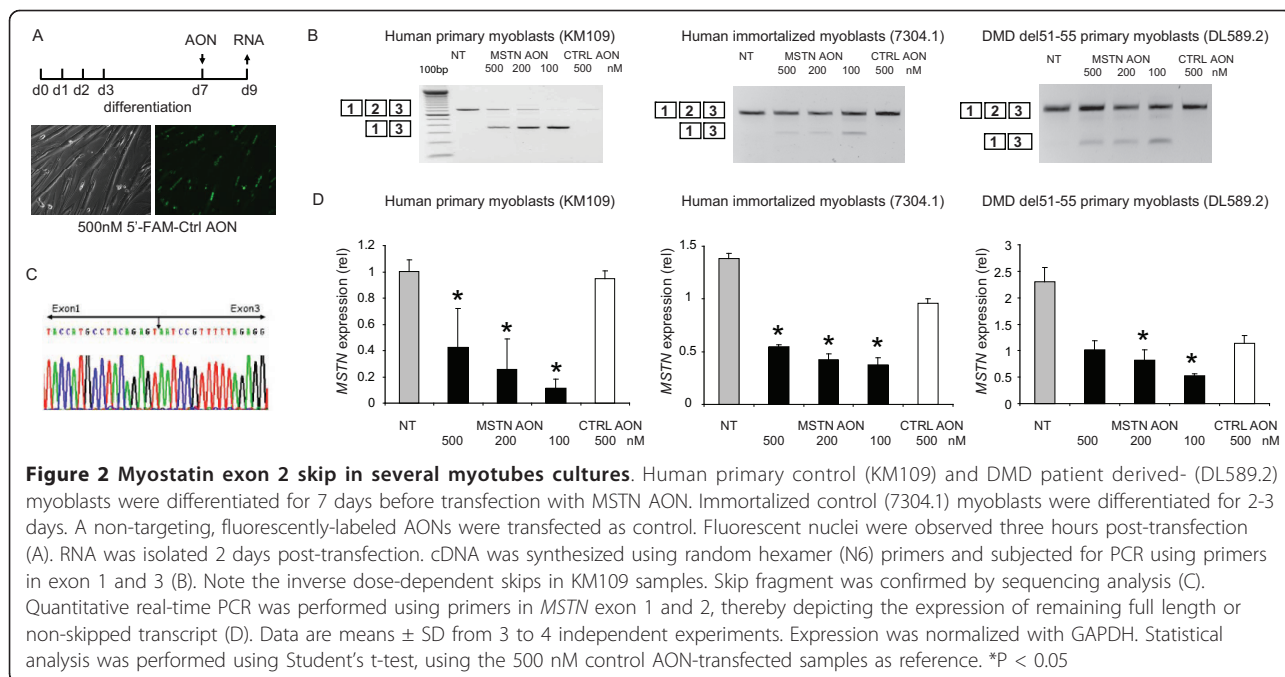 A
AON RNA
d0 d1 d2 d3 d7 d9
differentiation
500nM 5'-FAM-Ctrl AON
B
Human primary myoblasts (KM109)
NT MSTN AON CTRL AON
100bp 500 200 100 500 nM
1 2 3
1 3
Human immortalized myoblasts (7304.1)
NT MSTN AON CTRL AON
500 200 100 500 nM
1 2 3
1 3
DMD del51-55 primary myoblasts (DL589.2)
NT MSTN AON CTRL AON
500 200 100 500 nM
1 2 3
1 3
C
Exon1 Exon3
TACCATGCCTACAGAGTAATCCGTTTTTAGAGG
D
Human primary myoblasts (KM109)
MSTN expression (rel)
1.2
1
0.8
0.6
0.4
0.2
0
* * *
NT MSTN AON CTRL AON
500 200 100 500 nM
Human immortalized myoblasts (7304.1)
MSTN expression (rel)
1.5
1
0.5
0
* * *
NT MSTN AON CTRL AON
500 200 100 500 nM
DMD del51-55 primary myoblasts (DL589.2)
MSTN expression (rel)
3
2.5
2
1.5
1
0.5
0
* *
NT MSTN AON CTRL AON
500 200 100 500 nM
Figure 2 Myostatin exon 2 skip in several myotubes cultures. Human primary control (KM109) and DMD patient derived- (DL589.2)
myoblasts were differentiated for 7 days before transfection with MSTN AON. Immortalized control (7304.1) myoblasts were differentiated for 2-3
days. A non-targeting, fluorescently-labeled AONs were transfected as control. Fluorescent nuclei were observed three hours post-transfection
(A). RNA was isolated 2 days post-transfection. cDNA was synthesized using random hexamer (N6) primers and subjected for PCR using primers
in exon 1 and 3 (B). Note the inverse dose-dependent skips in KM109 samples. Skip fragment was confirmed by sequencing analysis (C).
Quantitative real-time PCR was performed using primers in MSTN exon 1 and 2, thereby depicting the expression of remaining full length or
non-skipped transcript (D). Data are means ± SD from 3 to 4 independent experiments. Expression was normalized with GAPDH. Statistical
analysis was performed using Student's t-test, using the 500 nM control AON-transfected samples as reference. *P < 0.05